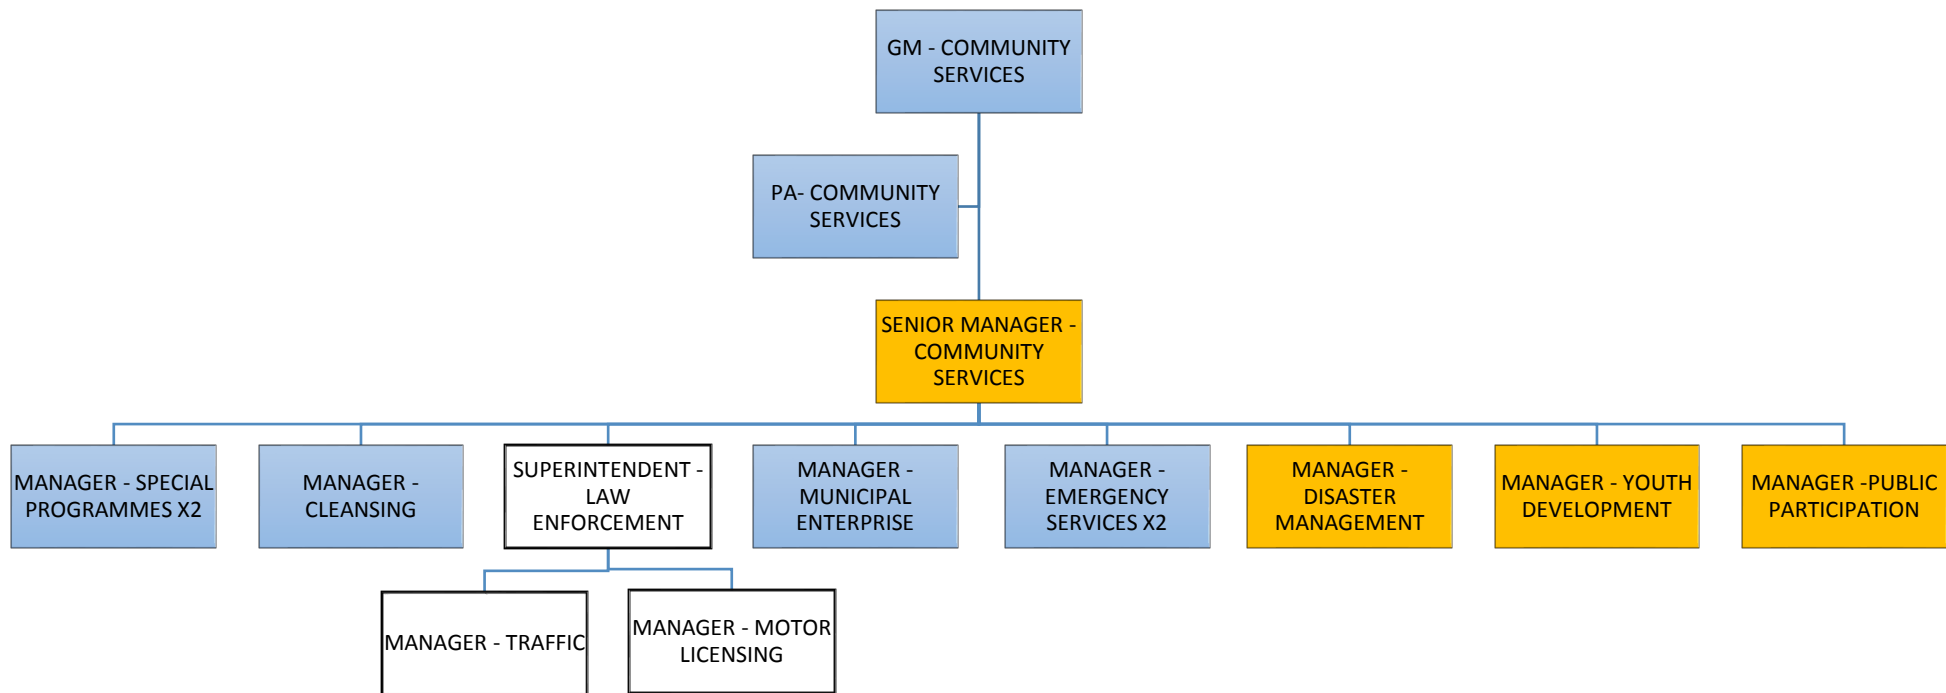 GM - COMMUNITY
SERVICES
PA- COMMUNITY
SERVICES
SENIOR MANAGER -
COMMUNITY
SERVICES
MANAGER - SPECIAL
PROGRAMMES X2
MANAGER -
CLEANSING
SUPERINTENDENT -
LAW
ENFORCEMENT
MANAGER -
MUNICIPAL
ENTERPRISE
MANAGER -
EMERGENCY
SERVICES X2
MANAGER -
DISASTER
MANAGEMENT
MANAGER - YOUTH
DEVELOPMENT
MANAGER -PUBLIC
PARTICIPATION
MANAGER - TRAFFIC
MANAGER - MOTOR
LICENSING